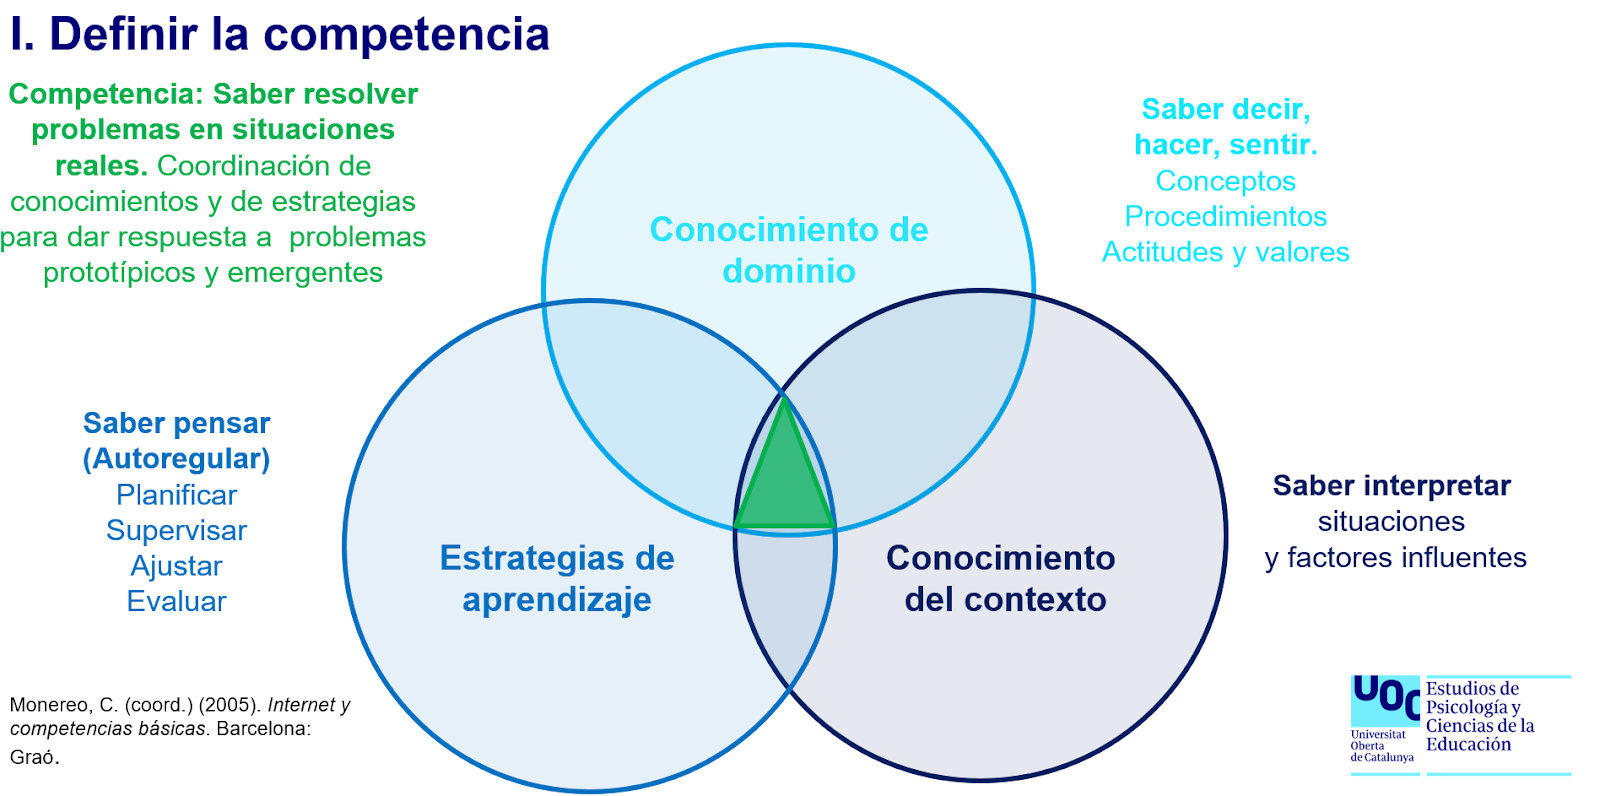 I. Definir la competencia
Competencia: Saber resolver
problemas en situaciones
reales. Coordinación de
conocimientos y de estrategias
para dar respuesta a  problemas
prototípicos y emergentes
Saber decir,
hacer, sentir.
Conceptos
Procedimientos
Actitudes y valores
Conocimiento de
dominio
Saber pensar
(Autoregular)
Planificar
Supervisar
Ajustar
Evaluar
Estrategias de
aprendizaje
Conocimiento
del contexto
Saber interpretar
situaciones
y factores influentes
Monereo, C. (coord.) (2005). Internet y
competencias básicas. Barcelona:
Graó.
UOC
Universitat
Oberta
de Catalunya
Estudios de
Psicología y
Ciencias de la
Educación